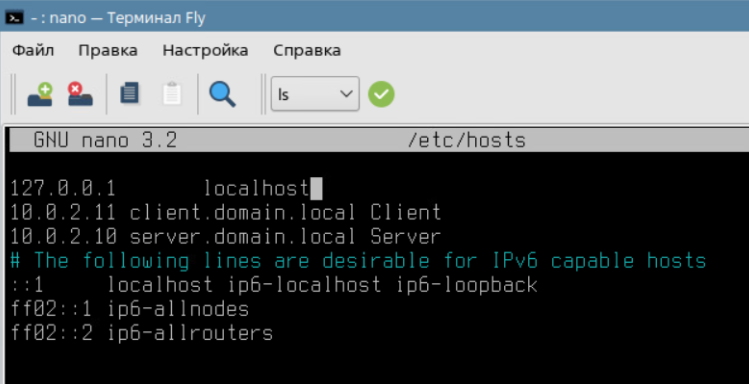 - : nano — Терминал Fly
Файл Правка Настройка Справка
ls
GNU nano 3.2 /etc/hosts
127.0.0.1 localhost
10.0.2.11 client.domain.local Client
10.0.2.10 server.domain.local Server
# The following lines are desirable for IPv6 capable hosts
::1 localhost ip6-localhost ip6-loopback
ff02::1 ip6-allnodes
ff02::2 ip6-allrouters